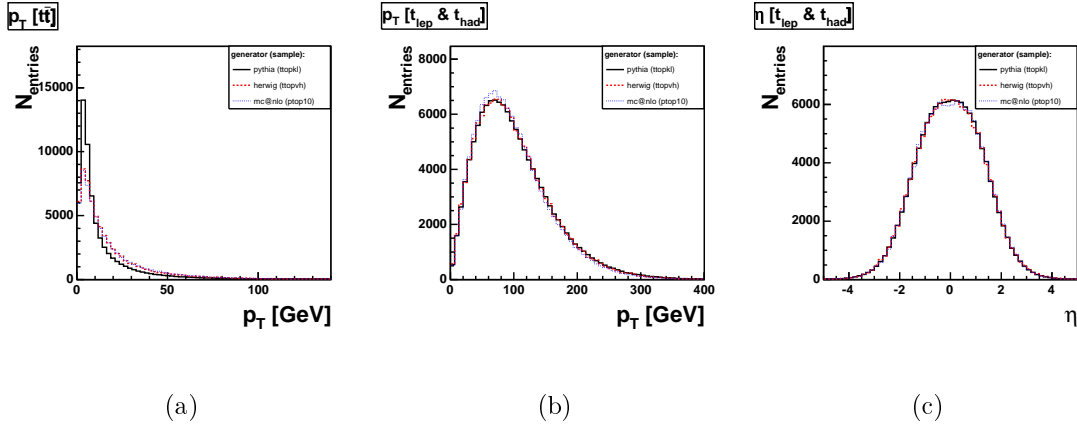 p_T [tt̄]
N_entries
generator (sample):
pythia (ttopkl)
herwig (ttopvh)
mc@nlo (ptop10)
15000
10000
5000
0
0 50 100
p_T [GeV]
(a)
p_T [t_lep & t_had]
N_entries
generator (sample):
pythia (ttopkl)
herwig (ttopvh)
mc@nlo (ptop10)
8000
6000
4000
2000
0
0 100 200 300 400
p_T [GeV]
(b)
η [t_lep & t_had]
N_entries
generator (sample):
pythia (ttopkl)
herwig (ttopvh)
mc@nlo (ptop10)
6000
4000
2000
0
-4 -2 0 2 4
η
(c)